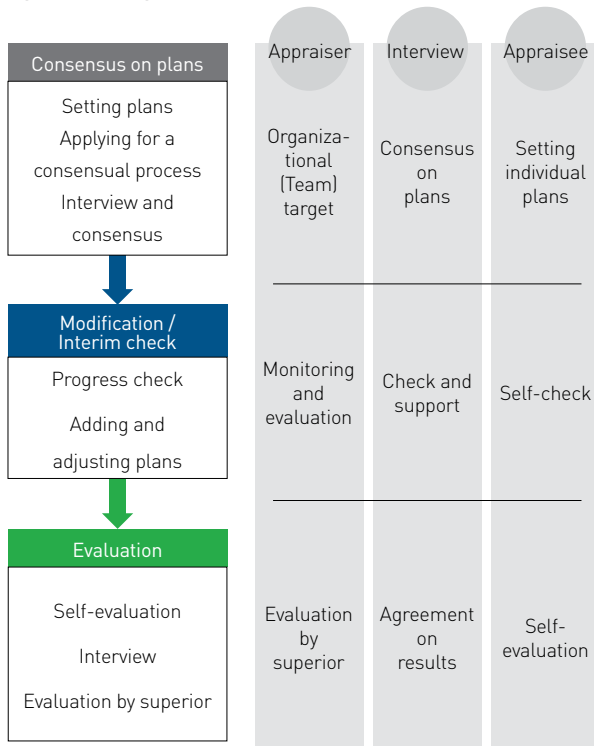 Consensus on plans
Setting plans
Applying for a
consensual process
Interview and
consensus
Modification /
Interim check
Progress check
Adding and
adjusting plans
Evaluation
Self-evaluation
Interview
Evaluation by superior
Appraiser
Interview
Appraisee
Organiza-
tional
(Team)
target
Consensus
on
plans
Setting
individual
plans
Monitoring
and
evaluation
Check and
support
Self-check
Evaluation
by
superior
Agreement
on
results
Self-
evaluation